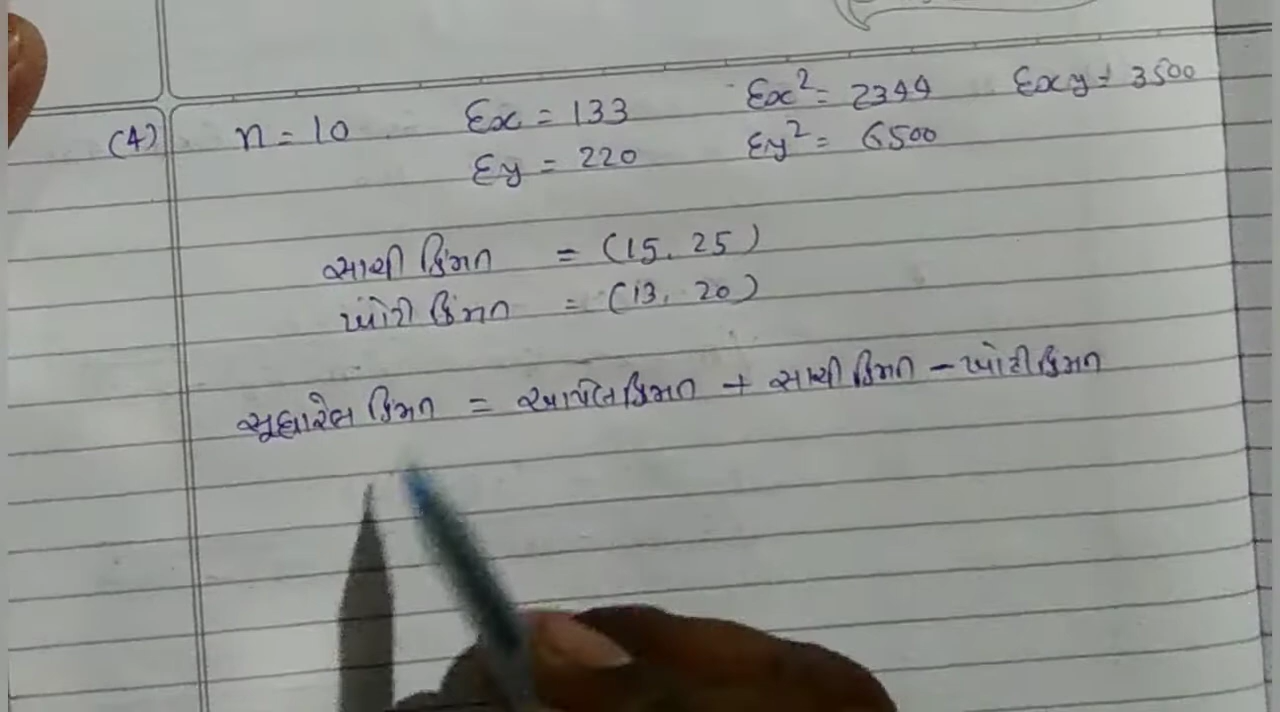 (4) n = 10 Σx = 133 Σx² = 2344 Σxy = 3500
Σy = 220 Σy² = 6500
સાચી કિંમત = (15, 25)
ખોટી કિંમત = (13, 20)
સુધારેલ કિંમત = આપેલ કિંમત + સાચી કિંમત - ખોટી કિંમત